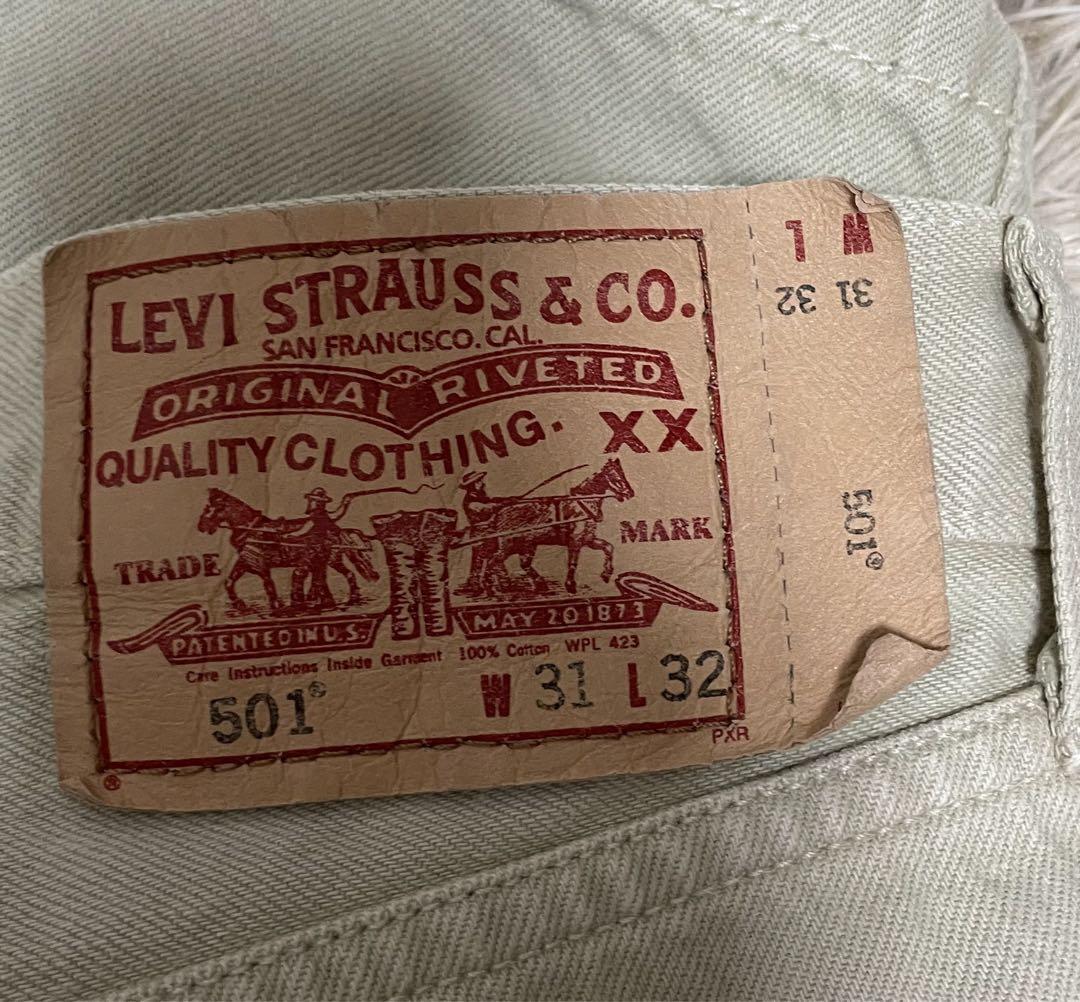 LEVI STRAUSS & CO.
SAN FRANCISCO. CAL.
ORIGINAL RIVETED
QUALITY CLOTHING. XX
TRADE MARK
PATENTED IN U.S. MAY 20 1873
Care Instructions Inside Garment 100% Cotton WPL 423
501® W 31 L 32
PXR
®
W L
31 32
501®